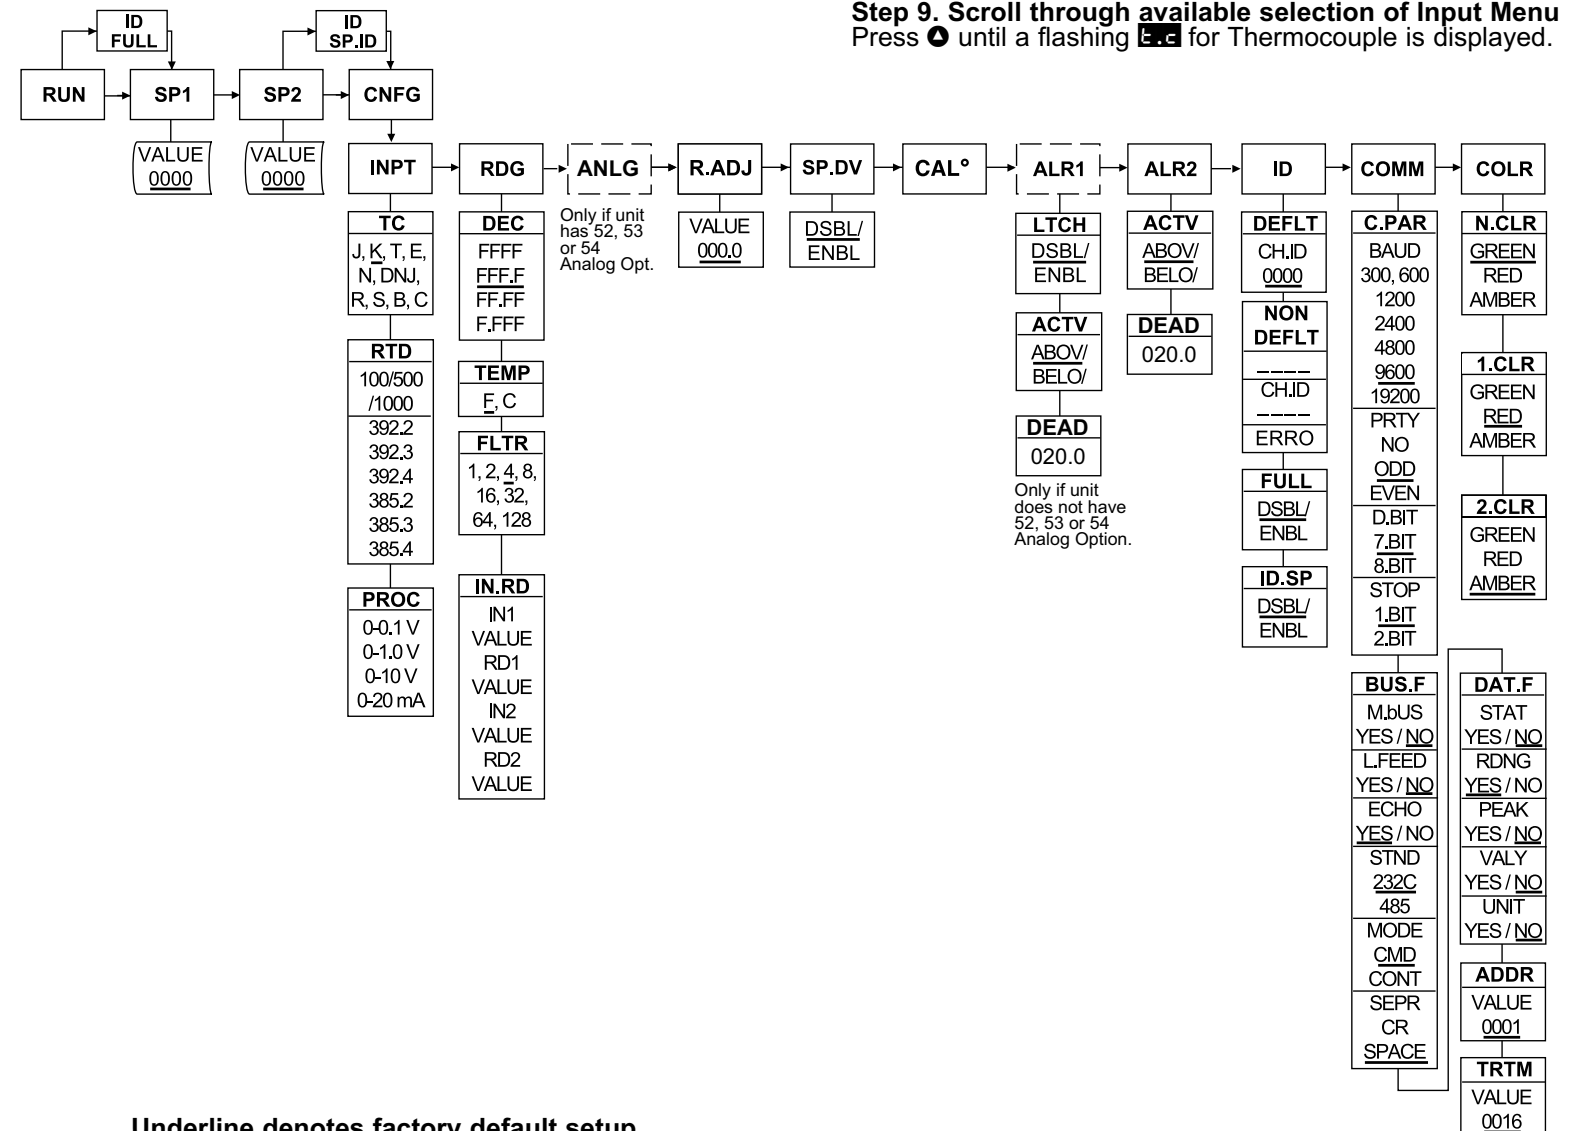 Step 9. Scroll through available selection of Input Menu
Press until a flashing t.c for Thermocouple is displayed.
ID
FULL
ID
SP.ID
RUN
SP1
SP2
CNFG
VALUE
0000
VALUE
0000
INPT
RDG
ANLG
R.ADJ
SP.DV
CAL°
ALR1
ALR2
ID
COMM
COLR
TC
J, K, T, E,
N, DNJ,
R, S, B, C
RTD
100/500
/1000
392.2
392.3
392.4
385.2
385.3
385.4
PROC
0-0.1 V
0-1.0 V
0-10 V
0-20 mA
DEC
FFFF
FFF.F
FF.FF
F.FFF
TEMP
F, C
FLTR
1, 2, 4, 8,
16, 32,
64, 128
IN.RD
IN1
VALUE
RD1
VALUE
IN2
VALUE
RD2
VALUE
Only if unit
has 52, 53
or 54
Analog Opt.
VALUE
000.0
DSBL/
ENBL
LTCH
DSBL/
ENBL
ACTV
ABOV/
BELO/
DEAD
020.0
Only if unit
does not have
52, 53 or 54
Analog Option.
ACTV
ABOV/
BELO/
DEAD
020.0
DEFLT
CH.ID
0000
NON
DEFLT
____
CH.ID
____
ERRO
FULL
DSBL/
ENBL
ID.SP
DSBL/
ENBL
C.PAR
BAUD
300, 600
1200
2400
4800
9600
19200
PRTY
NO
ODD
EVEN
D.BIT
7.BIT
8.BIT
STOP
1.BIT
2.BIT
BUS.F
M.bUS
YES / NO
L.FEED
YES / NO
ECHO
YES / NO
STND
232C
485
MODE
CMD
CONT
SEPR
CR
SPACE
N.CLR
GREEN
RED
AMBER
1.CLR
GREEN
RED
AMBER
2.CLR
GREEN
RED
AMBER
DAT.F
STAT
YES / NO
RDNG
YES / NO
PEAK
YES / NO
VALY
YES / NO
UNIT
YES / NO
ADDR
VALUE
0001
TRTM
VALUE
0016
Underline denotes factory default setup